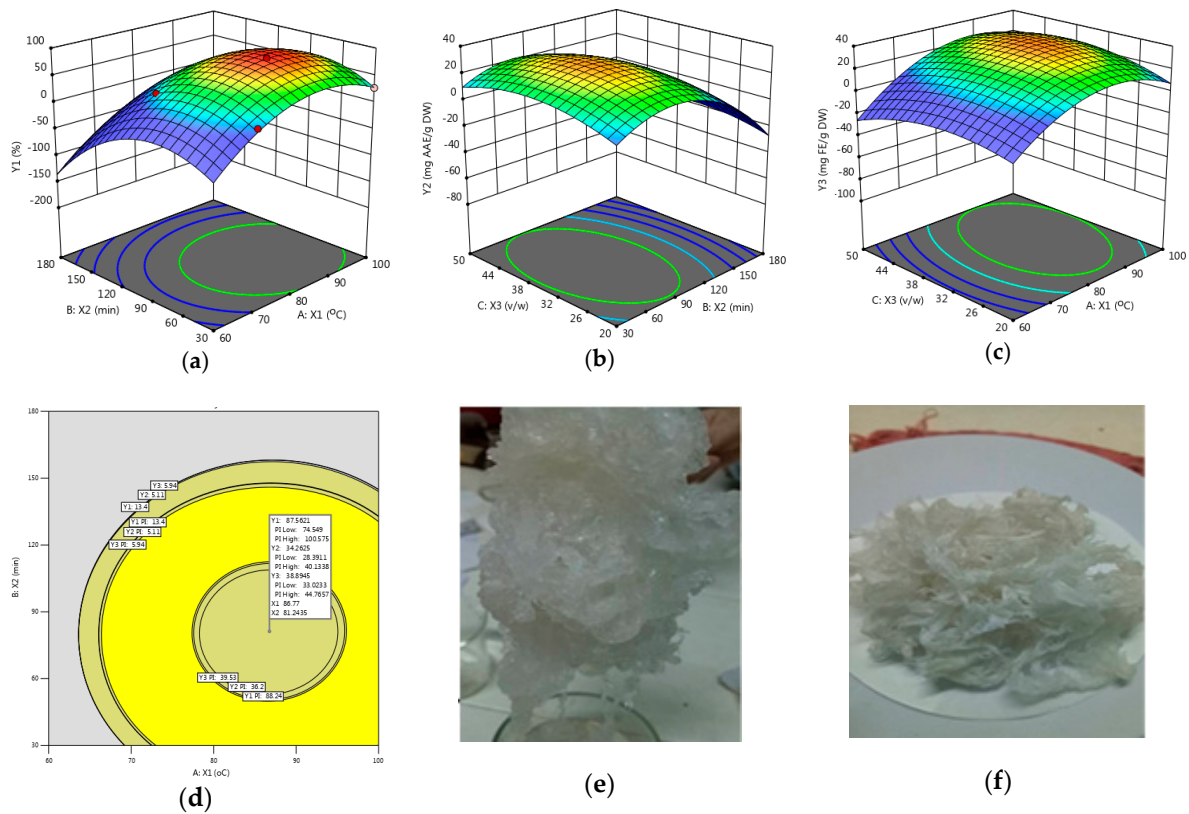 100
50
0
-50
-100
-150
-200
Y1 (%)
180
150
120
90
60
30
B: X2 (min)
60
70
80
90
100
A: X1 (⁰C)
(a)
40
20
0
-20
-40
-60
-80
Y2 (mg AAE/g DW)
50
44
38
32
26
20
C: X3 (v/w)
30
60
90
120
150
180
B: X2 (min)
(b)
40
20
0
-20
-40
-60
-80
-100
Y3 (mg FE/g DW)
50
44
38
32
26
20
C: X3 (v/w)
60
70
80
90
100
A: X1 (⁰C)
(c)
180
150
120
90
60
30
B: X2 (min)
Y3: 5.94
Y2: 5.11
Y1: 13.4
Y1 PI: 13.4
Y2 PI: 5.11
Y3 PI: 5.94
Y1: 87.5621
PI Low: 74.549
PI High: 100.575
Y2: 34.2625
PI Low: 28.3911
PI High: 40.1338
Y3: 38.8945
PI Low: 33.0233
PI High: 44.7657
X1 86.77
X2 81.2435
Y3 PI: 39.53
Y2 PI: 36.2
Y1 PI: 88.24
60
70
80
90
100
A: X1 (oC)
(d)
(e)
(f)